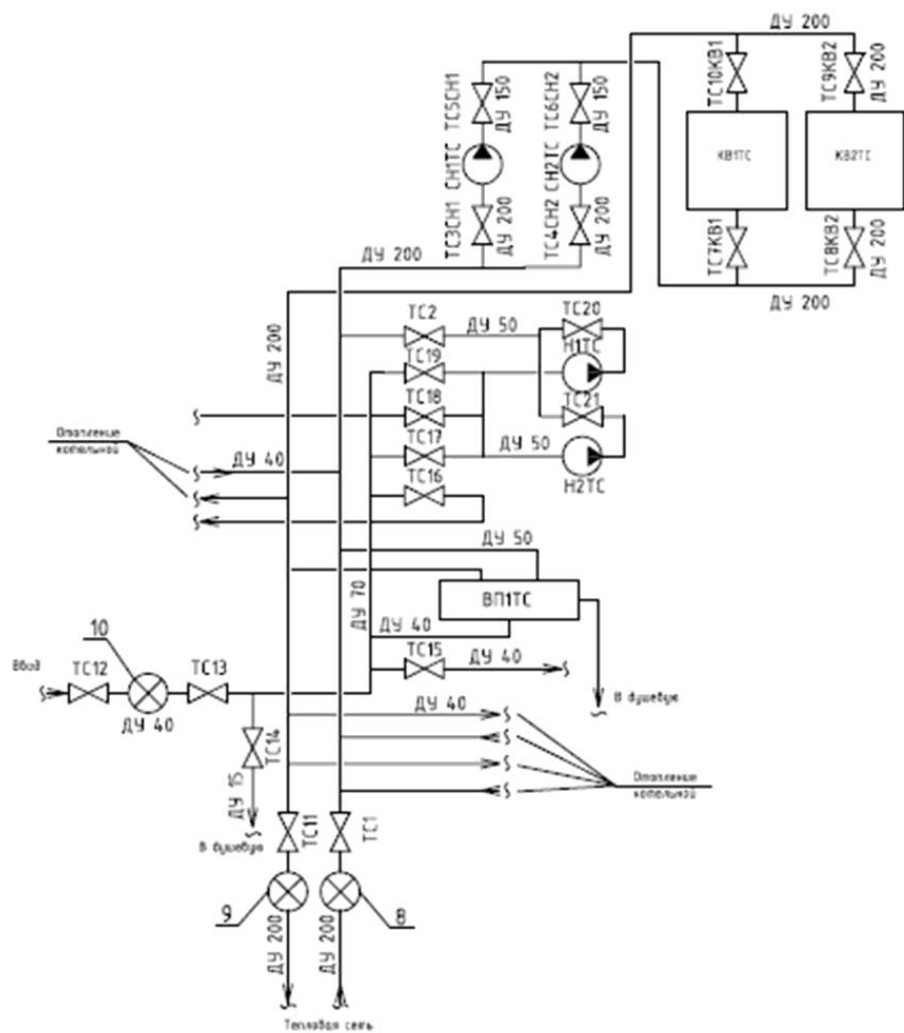 ДУ 200
ТС5СН1
ДУ 150
ТС6СН2
ДУ 150
ТС10КВ1
ТС9КВ2
ДУ 200
СН1ТС
СН2ТС
КВ1ТС
КВ2ТС
ТС3СН1
ДУ 200
ТС4СН2
ДУ 200
ТС7КВ1
ТС8КВ2
ДУ 200
ДУ 200
ДУ 200
ДУ 200
ТС2
ДУ 50
ТС20
ТС19
Н1ТС
ТС18
ТС21
Отопление
котельной
ТС17
ДУ 50
ДУ 40
ТС16
Н2ТС
ДУ 50
ДУ 70
ВП1ТС
10
ДУ 40
Ввод
ТС12
ТС13
ТС15
ДУ 40
ДУ 40
В душевую
ТС14
ДУ 40
ДУ 15
Отопление
котельной
В душевую
ТС11
ТС1
9
8
ДУ 200
ДУ 200
Тепловая сеть